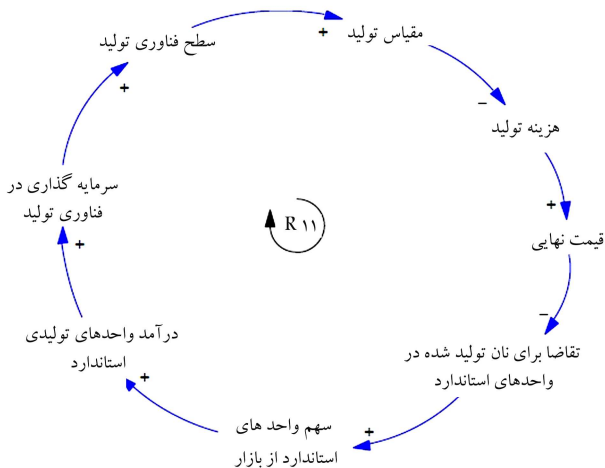 سطح فناوری تولید
+
مقیاس تولید
−
هزینه تولید
+
قیمت نهایی
−
تقاضا برای نان تولید شده در
واحدهای استاندارد
+
سهم واحد های
استاندارد از بازار
+
درآمد واحدهای تولیدی
استاندارد
+
سرمایه گذاری در
فناوری تولید
+
R ۱۱